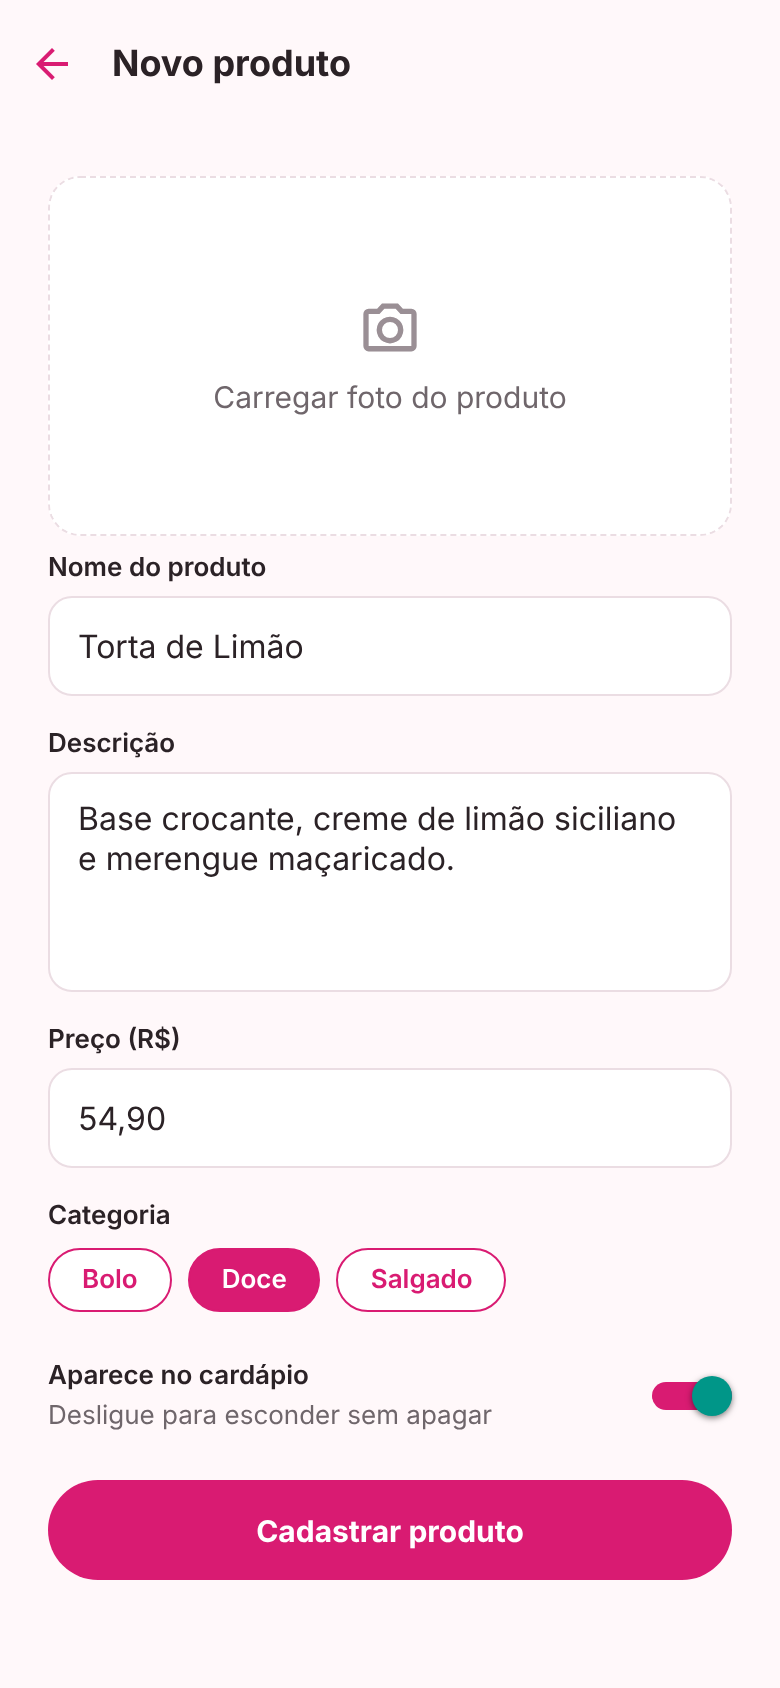 Novo produto
Carregar foto do produto
Nome do produto
Torta de Limão
Descrição
Base crocante, creme de limão siciliano
e merengue maçaricado.
Preço (R$)
54,90
Categoria
Bolo
Doce
Salgado
Aparece no cardápio
Desligue para esconder sem apagar
Cadastrar produto